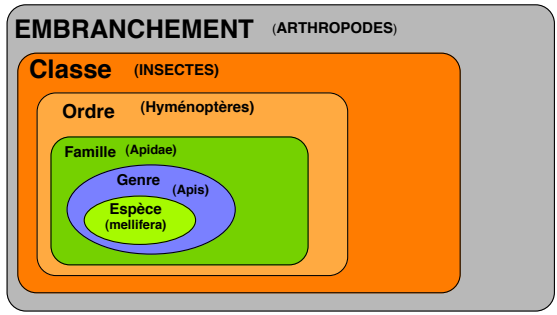 EMBRANCHEMENT (ARTHROPODES)
Classe (INSECTES)
Ordre (Hyménoptères)
Famille (Apidae)
Genre
(Apis)
Espèce
(mellifera)